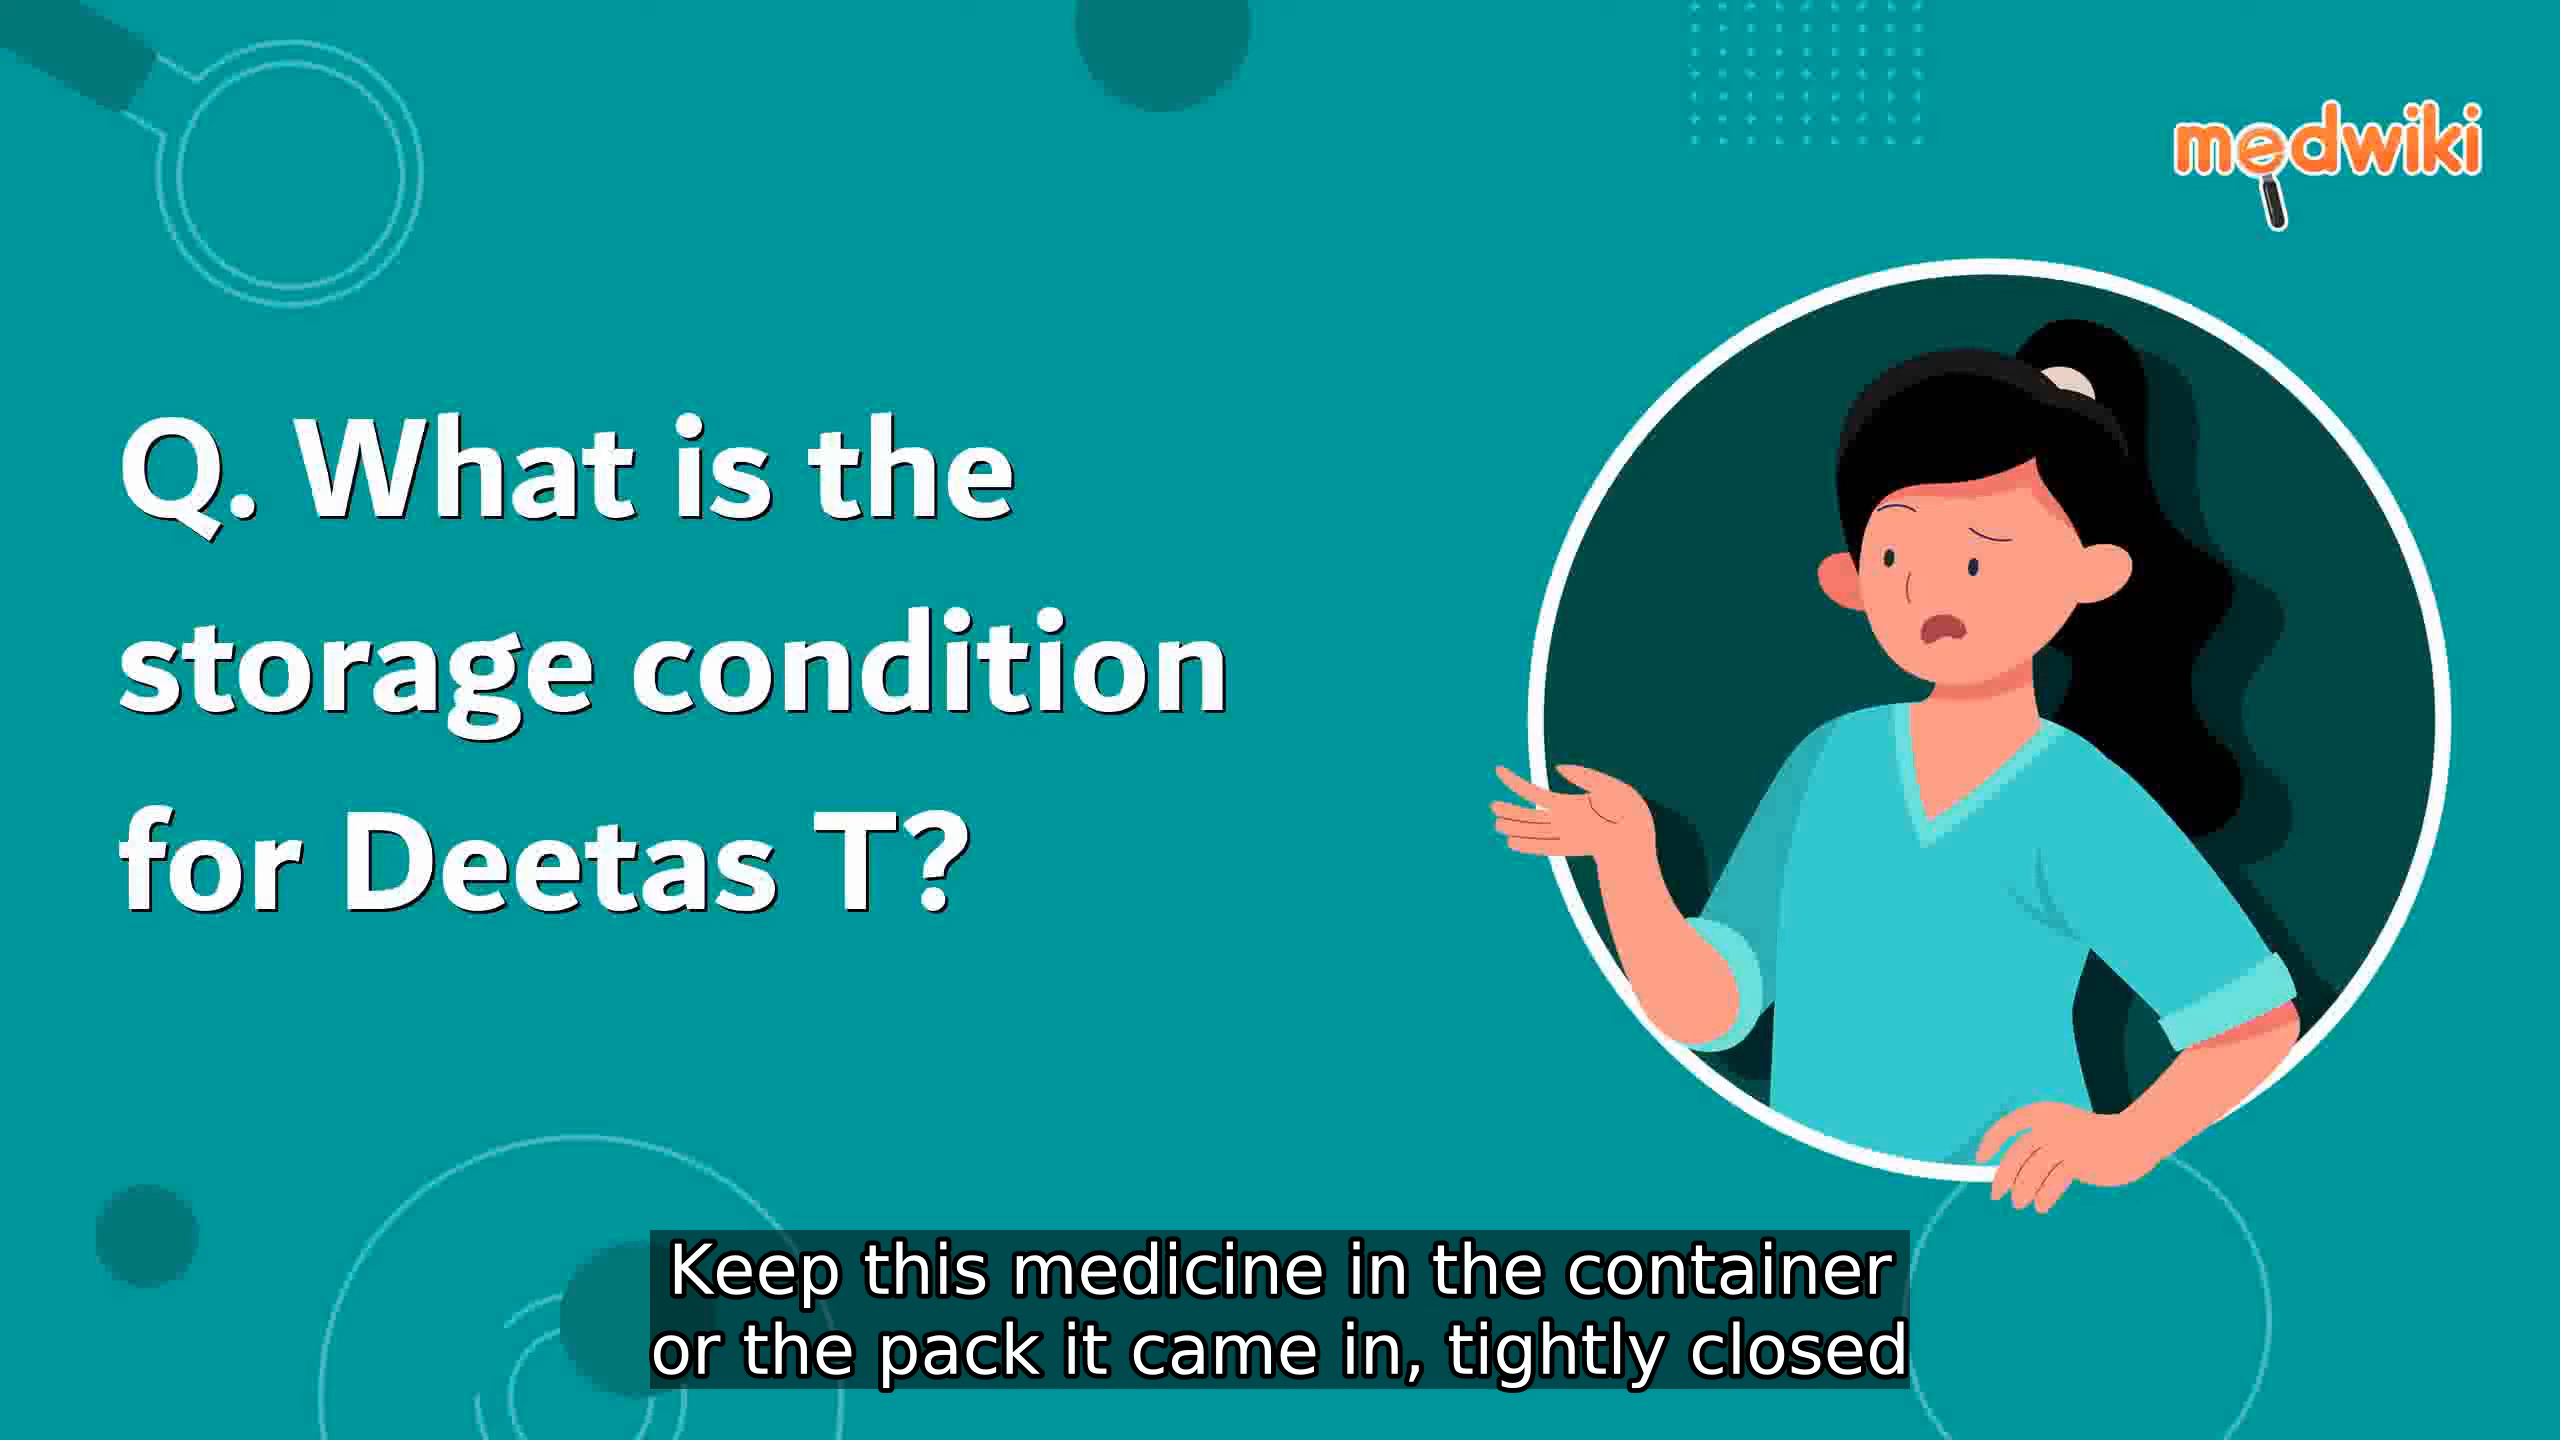 medwiki
Q. What is the
storage condition
for Deetas T?
Keep this medicine in the container
or the pack it came in, tightly closed